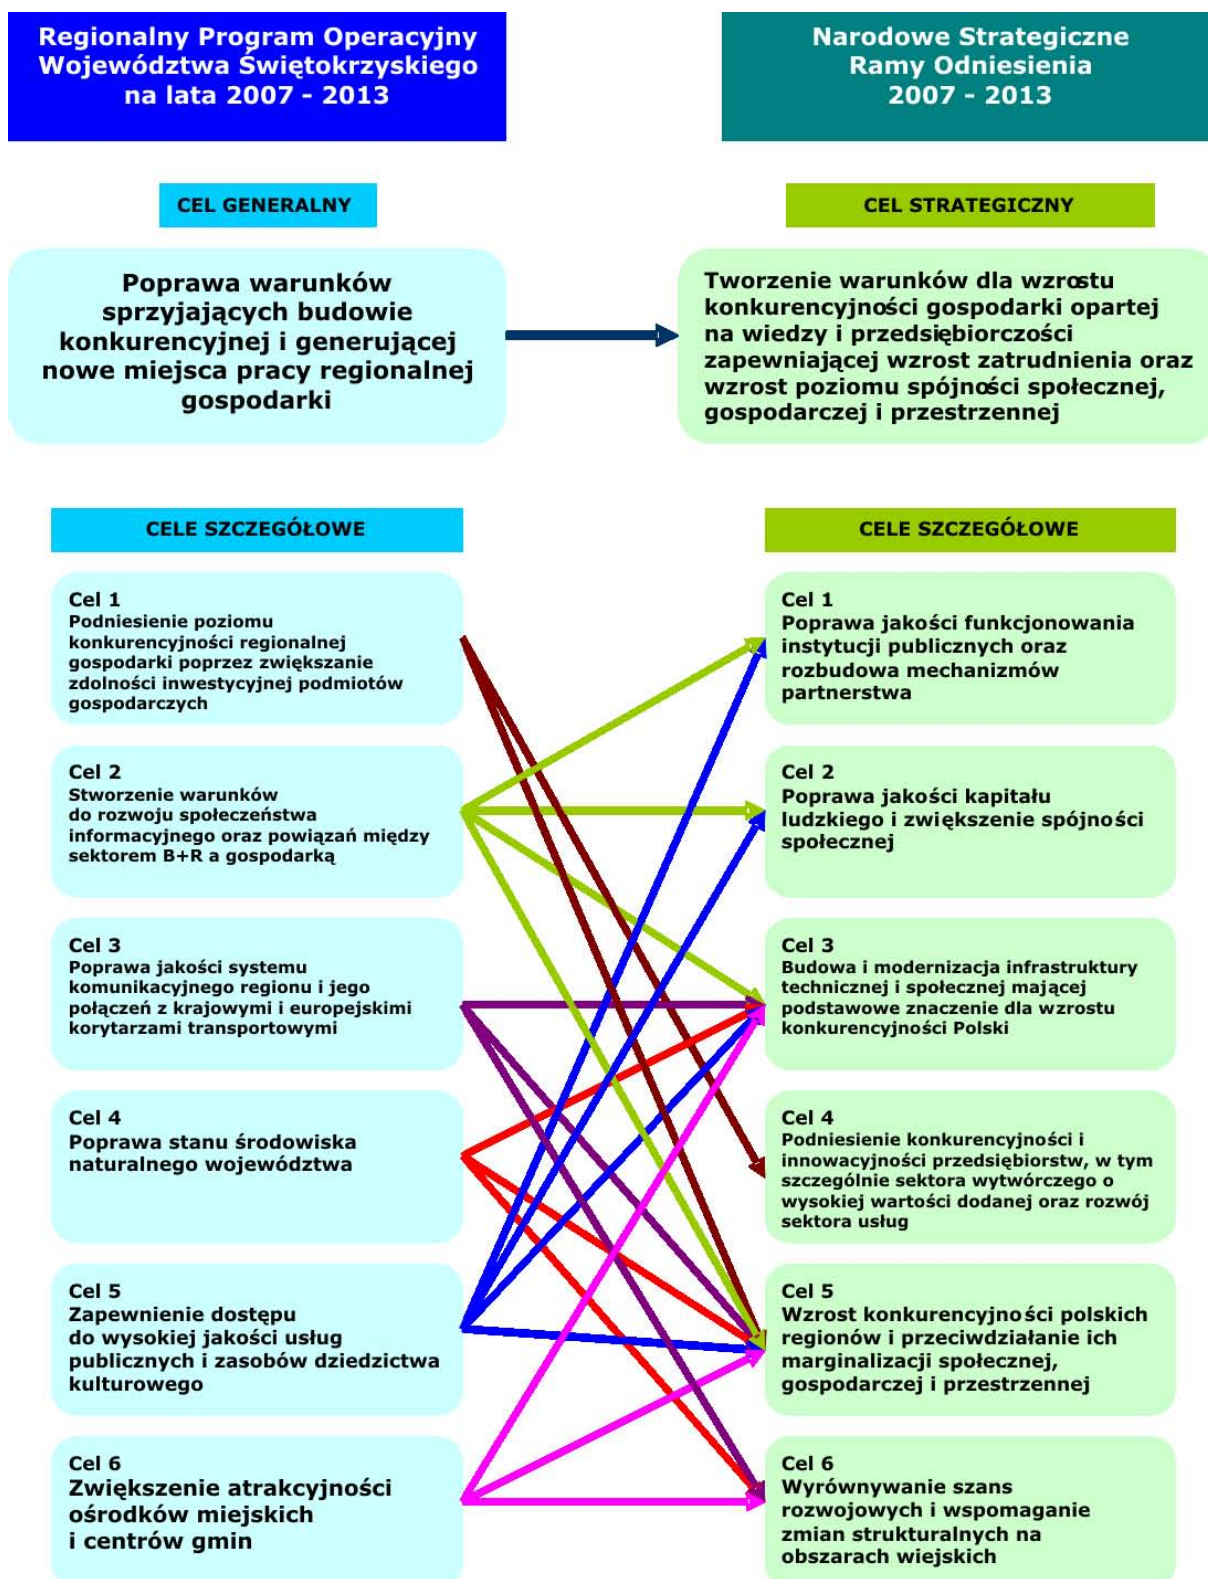 Regionalny Program Operacyjny
Województwa Świętokrzyskiego
na lata 2007 - 2013
Narodowe Strategiczne
Ramy Odniesienia
2007 - 2013
CEL GENERALNY
CEL STRATEGICZNY
Poprawa warunków
sprzyjających budowie
konkurencyjnej i generującej
nowe miejsca pracy regionalnej
gospodarki
Tworzenie warunków dla wzrostu
konkurencyjności gospodarki opartej
na wiedzy i przedsiębiorczości
zapewniającej wzrost zatrudnienia oraz
wzrost poziomu spójności społecznej,
gospodarczej i przestrzennej
CELE SZCZEGÓŁOWE
CELE SZCZEGÓŁOWE
Cel 1
Podniesienie poziomu
konkurencyjności regionalnej
gospodarki poprzez zwiększanie
zdolności inwestycyjnej podmiotów
gospodarczych
Cel 1
Poprawa jakości funkcjonowania
instytucji publicznych oraz
rozbudowa mechanizmów
partnerstwa
Cel 2
Stworzenie warunków
do rozwoju społeczeństwa
informacyjnego oraz powiązań między
sektorem B+R a gospodarką
Cel 2
Poprawa jakości kapitału
ludzkiego i zwiększenie spójności
społecznej
Cel 3
Poprawa jakości systemu
komunikacyjnego regionu i jego
połączeń z krajowymi i europejskimi
korytarzami transportowymi
Cel 3
Budowa i modernizacja infrastruktury
technicznej i społecznej mającej
podstawowe znaczenie dla wzrostu
konkurencyjności Polski
Cel 4
Poprawa stanu środowiska
naturalnego województwa
Cel 4
Podniesienie konkurencyjności i
innowacyjności przedsiębiorstw, w tym
szczególnie sektora wytwórczego o
wysokiej wartości dodanej oraz rozwój
sektora usług
Cel 5
Zapewnienie dostępu
do wysokiej jakości usług
publicznych i zasobów dziedzictwa
kulturowego
Cel 5
Wzrost konkurencyjności polskich
regionów i przeciwdziałanie ich
marginalizacji społecznej,
gospodarczej i przestrzennej
Cel 6
Zwiększenie atrakcyjności
ośrodków miejskich
i centrów gmin
Cel 6
Wyrównywanie szans
rozwojowych i wspomaganie
zmian strukturalnych na
obszarach wiejskich